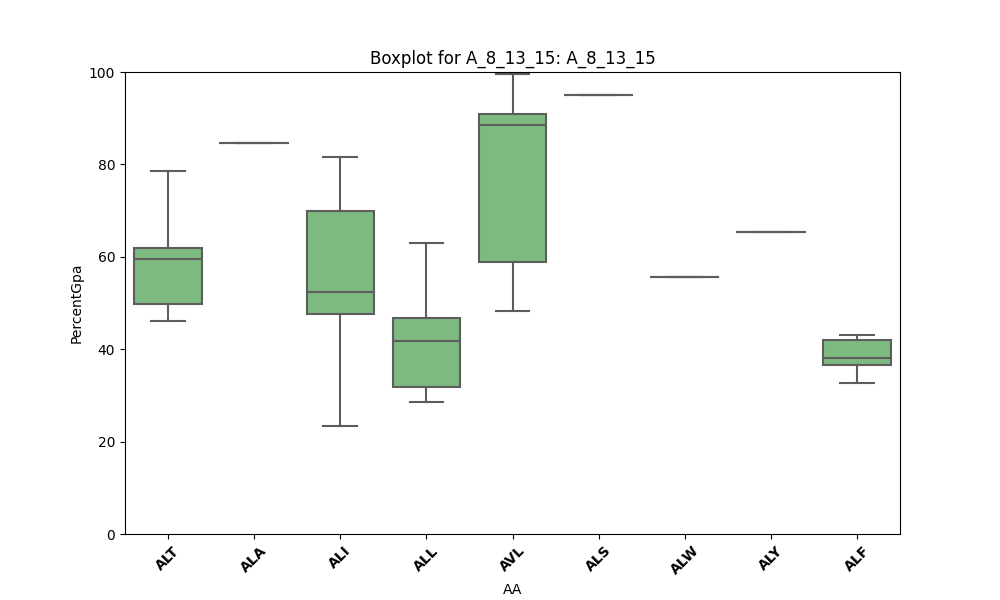 Boxplot for A_8_13_15: A_8_13_15
100
80
60
40
20
0
PercentGpa
ALT
ALA
ALI
ALL
AVL
ALS
ALW
ALY
ALF
AA